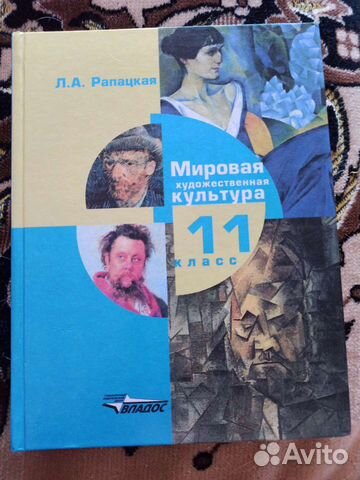 Л.А. Рапацкая
Мировая
художественная
культура
11
класс
ВЛАДОС
Avito